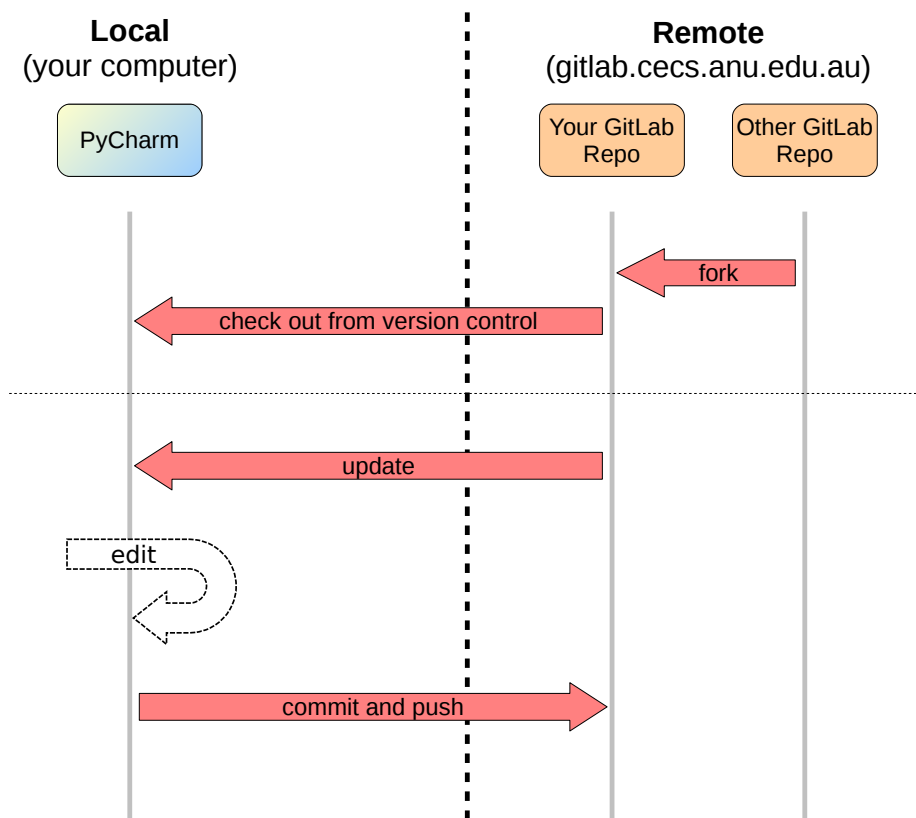 Local
(your computer)
Remote
(gitlab.cecs.anu.edu.au)
PyCharm
Your GitLab
Repo
Other GitLab
Repo
fork
check out from version control
update
edit
commit and push